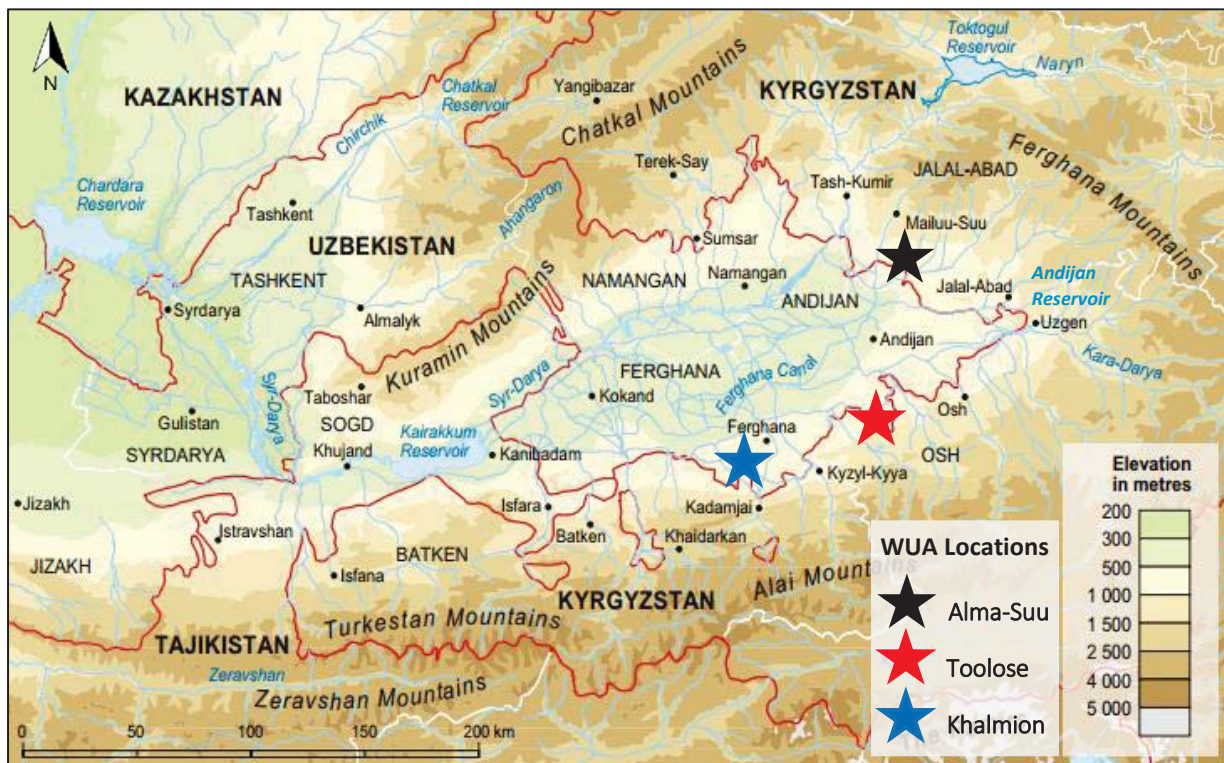 Toktogul
Reservoir
Naryn
N
KAZAKHSTAN
Chatkal
Reservoir
Yangibazar
Chatkal Mountains
KYRGYZSTAN
Chirchik
Terek-Say
Tash-Kumir
JALAL-ABAD
Ferghana Mountains
Chardara
Reservoir
Tashkent
Ahangaron
Mailuu-Suu
UZBEKISTAN
Sumsar
TASHKENT
NAMANGAN
Namangan
Jalal-Abad
Andijan
Reservoir
Syrdarya
Almalyk
Kuramin Mountains
ANDIJAN
Uzgen
Andijan
Kara-Darya
Syr-Darya
Syr-Darya
FERGHANA
Ferghana Canal
Taboshar
Kokand
Osh
Gulistan
SOGD
Kairakkum
Reservoir
Ferghana
SYRDARYA
Khujand
Kanibadam
Kyzyl-Kyya
OSH
Jizakh
Isfara
Kadamjai
Istravshan
Batken
Khaidarkan
JIZAKH
BATKEN
Isfana
Alai Mountains
KYRGYZSTAN
Turkestan Mountains
TAJIKISTAN
Zeravshan
Zeravshan Mountains
0 50 100 150 200 km
WUA Locations
Alma-Suu
Toolose
Khalmion
Elevation
in metres
200
300
500
1 000
1 500
2 500
4 000
5 000